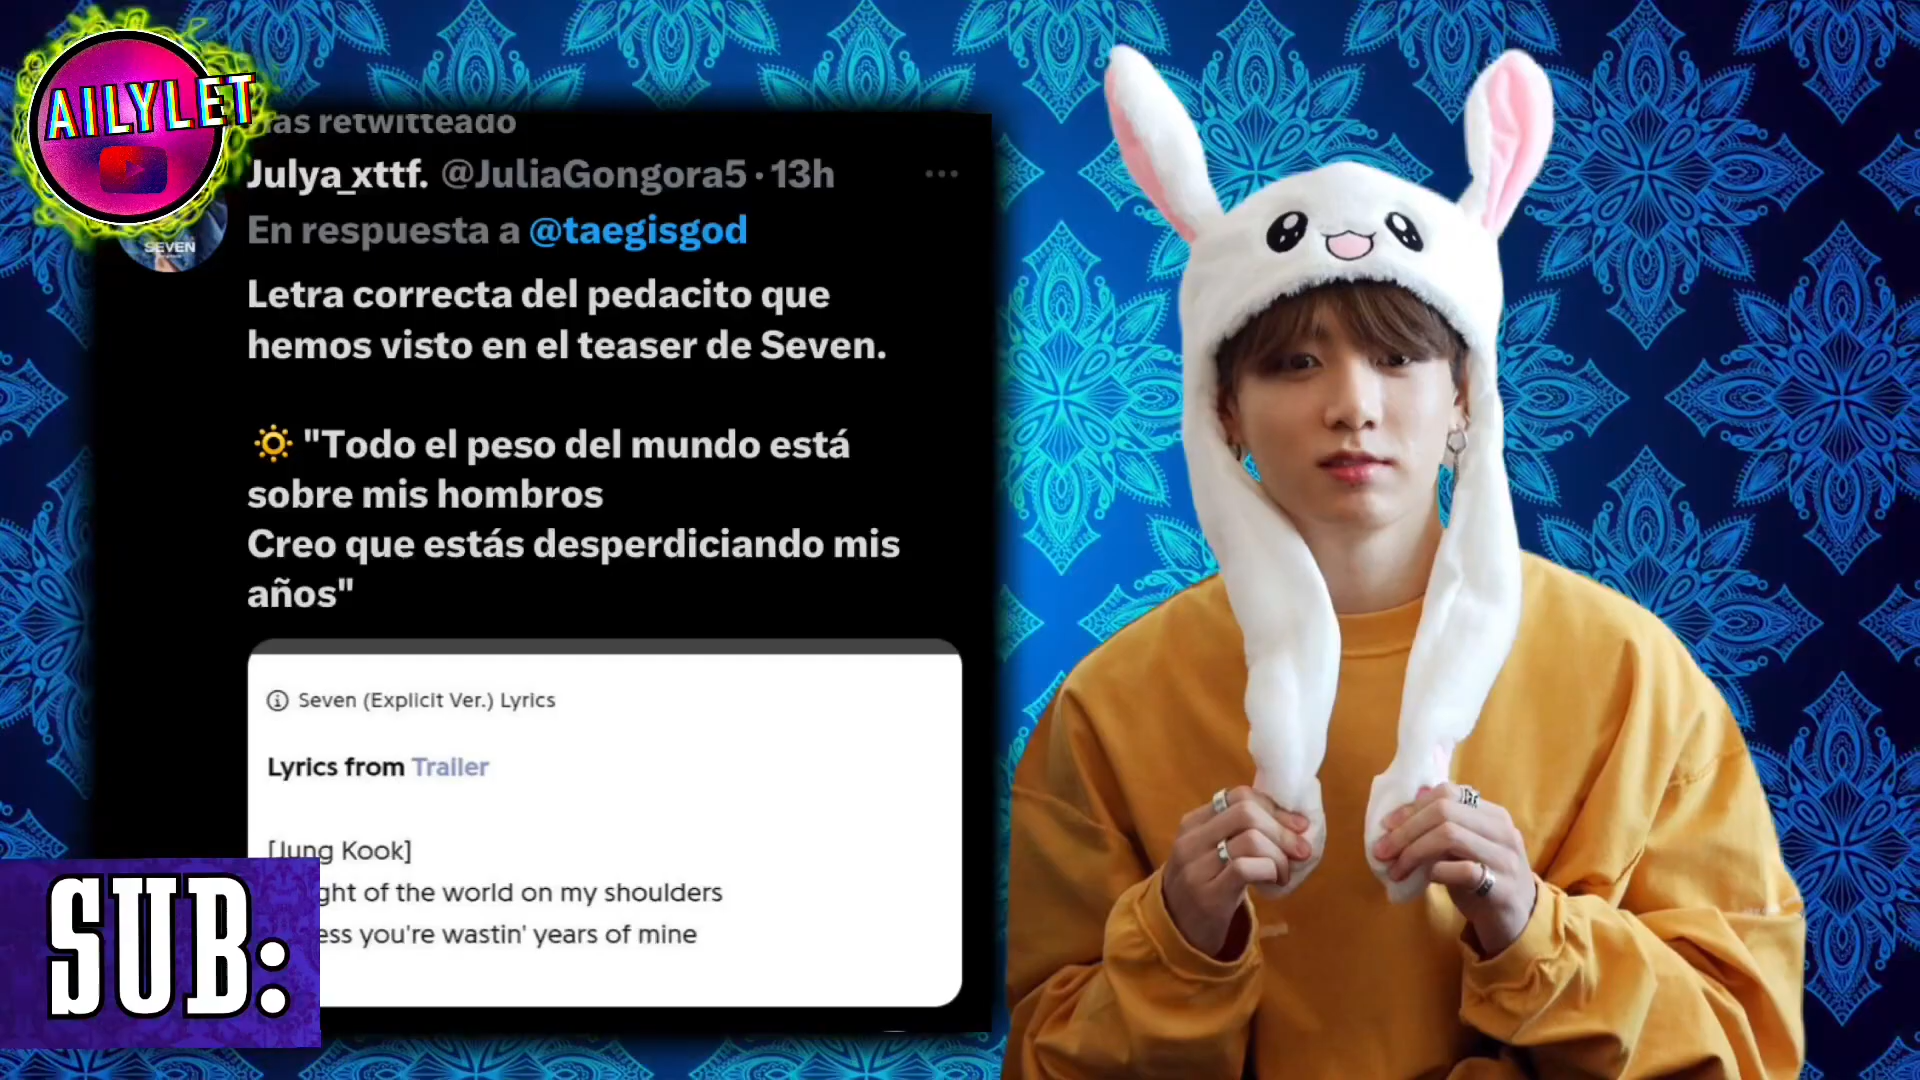 AILYLET
has retwitteado
Julya_xttf. @JuliaGongora5 · 13h
En respuesta a @taegisgod
SEVEN
Letra correcta del pedacito que
hemos visto en el teaser de Seven.
"Todo el peso del mundo está
sobre mis hombros
Creo que estás desperdiciando mis
años"
Seven (Explicit Ver.) Lyrics
Lyrics from Trailer
[Jung Kook]
ght of the world on my shoulders
ess you're wastin' years of mine
SUB: